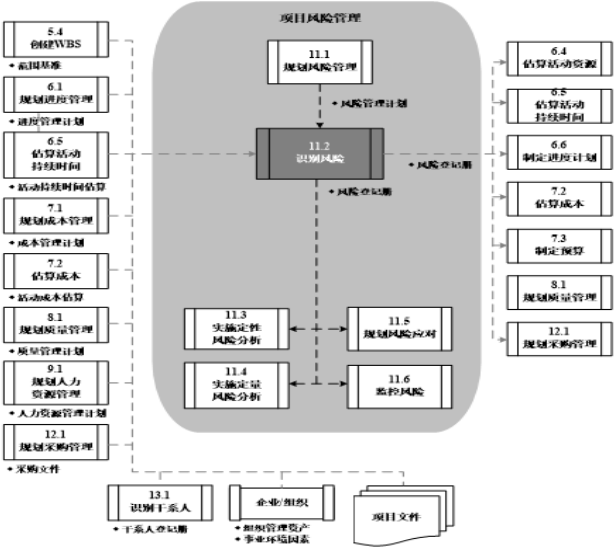 项目风险管理
5.4
创建WBS
◆ 范围基准
6.1
规划进度管理
◆ 进度管理计划
6.5
估算活动
持续时间
◆ 活动持续时间估算
7.1
规划成本管理
◆ 成本管理计划
7.2
估算成本
◆ 活动成本估算
8.1
规划质量管理
◆ 质量管理计划
9.1
规划人力
资源管理
◆ 人力资源管理计划
12.1
规划采购管理
◆ 采购文件
11.1
规划风险管理
◆ 风险管理计划
11.2
识别风险
◆ 风险登记册
◆ 风险登记册
11.3
实施定性
风险分析
11.4
实施定量
风险分析
11.5
规划风险应对
11.6
监控风险
6.4
估算活动资源
6.5
估算活动
持续时间
6.6
制定进度计划
7.2
估算成本
7.3
制定预算
8.1
规划质量管理
12.1
规划采购管理
13.1
识别干系人
◆ 干系人登记册
企业/组织
◆ 组织管理资产
◆ 事业环境因素
项目文件